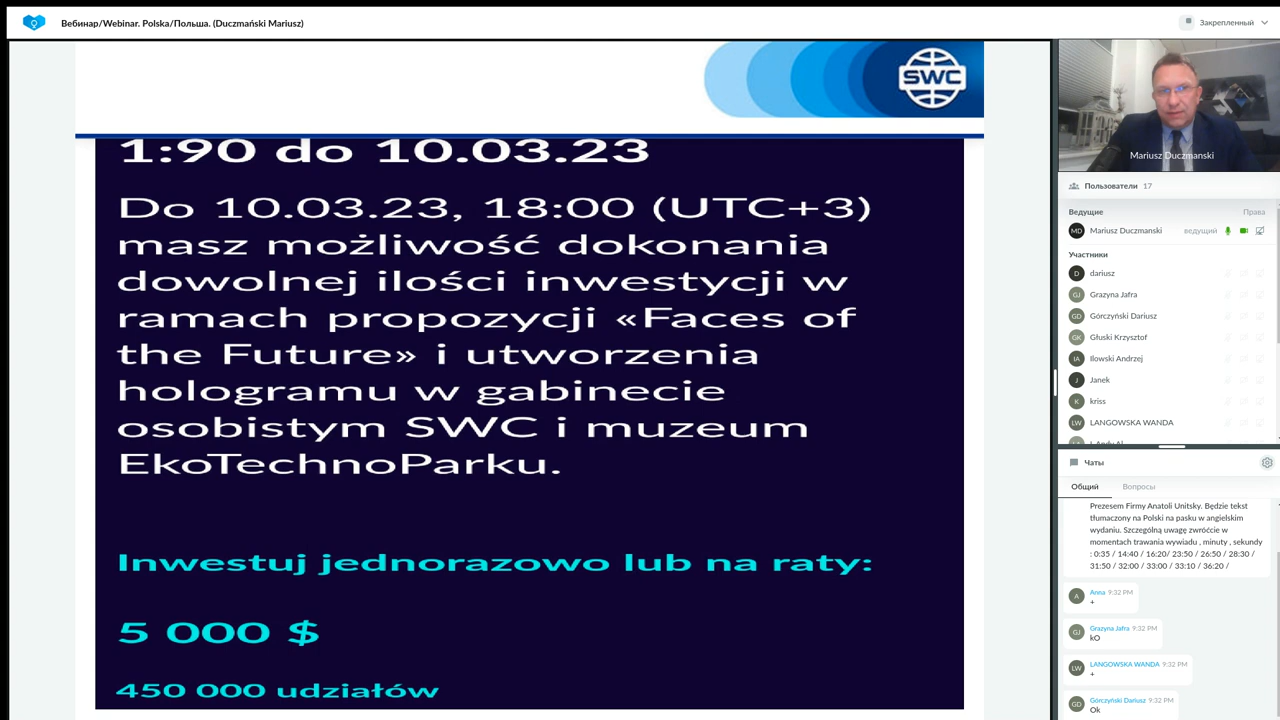 Вебинар/Webinar. Polska/Польша. (Duczmański Mariusz)
Закрепленный
SWC
1:90 do 10.03.23
Do 10.03.23, 18:00 (UTC+3)
masz możliwość dokonania
dowolnej ilości inwestycji w
ramach propozycji «Faces of
the Future» i utworzenia
hologramu w gabinecie
osobistym SWC i muzeum
EkoTechnoParku.
Inwestuj jednorazowo lub na raty:
5 000 $
450 000 udziałów
Mariusz Duczmanski
Пользователи 17
Ведущие Права
MD Mariusz Duczmanski ведущий
Участники
D dariusz
GJ Grazyna Jafra
GD Górczyński Dariusz
GK Głuski Krzysztof
IA Ilowski Andrzej
J Janek
K kriss
LW LANGOWSKA WANDA
Чаты
Общий Вопросы
Prezesem Firmy Anatoli Unitsky. Będzie tekst
tłumaczony na Polski na pasku w angielskim
wydaniu. Szczególną uwagę zwróćcie w
momentach trawania wywiadu , minuty , sekundy
: 0:35 / 14:40 / 16:20/ 23:50 / 26:50 / 28:30 /
31:50 / 32:00 / 33:00 / 33:10 / 36:20 /
A Anna 9:32 PM
+
GJ Grazyna Jafra 9:32 PM
kO
LW LANGOWSKA WANDA 9:32 PM
+
GD Górczyński Dariusz 9:32 PM
Ok